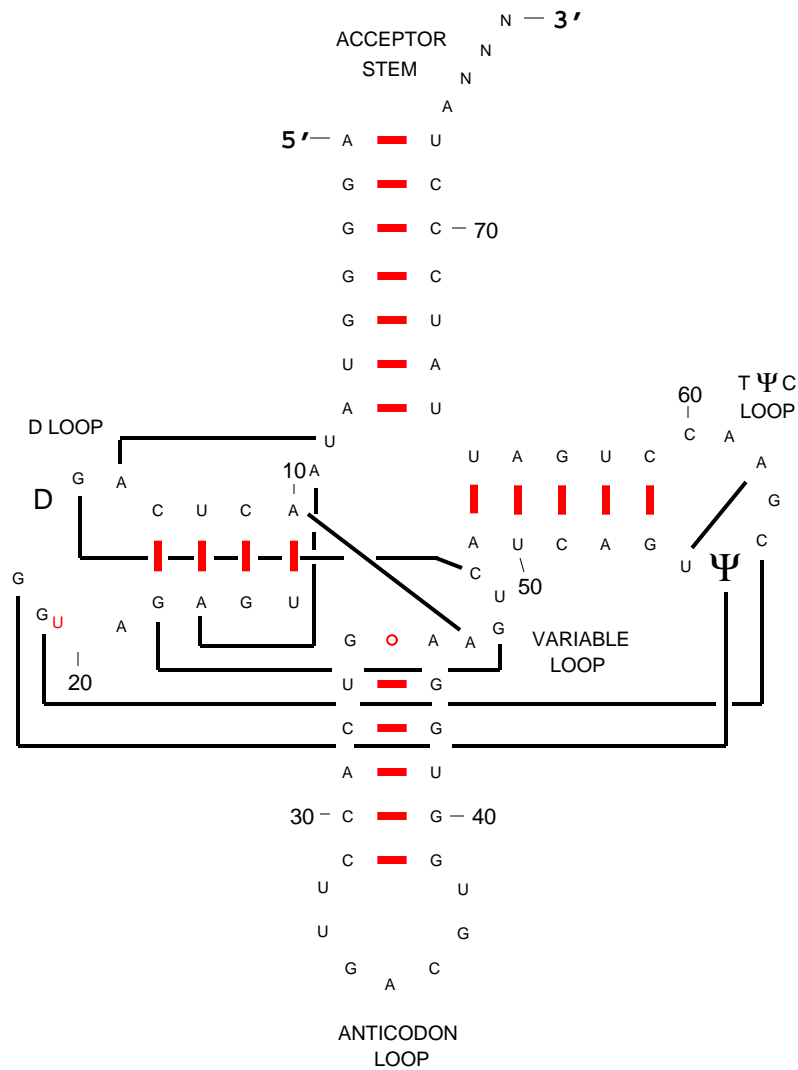 N 3'
ACCEPTOR
STEM
N
N
A
5' A U
G C
G C 70
G C
G U
U A
A U
60
T Ψ C
LOOP
D LOOP
U
C A
U A G U C
G A
10 A
A
D
G
C U C A
A U C A G U Ψ C
G C 50
G A G U
U
G U A
G
G A A
VARIABLE
LOOP
20
U G
C G
A U
30 C G 40
C G
U U
U G
G C
A
ANTICODON
LOOP